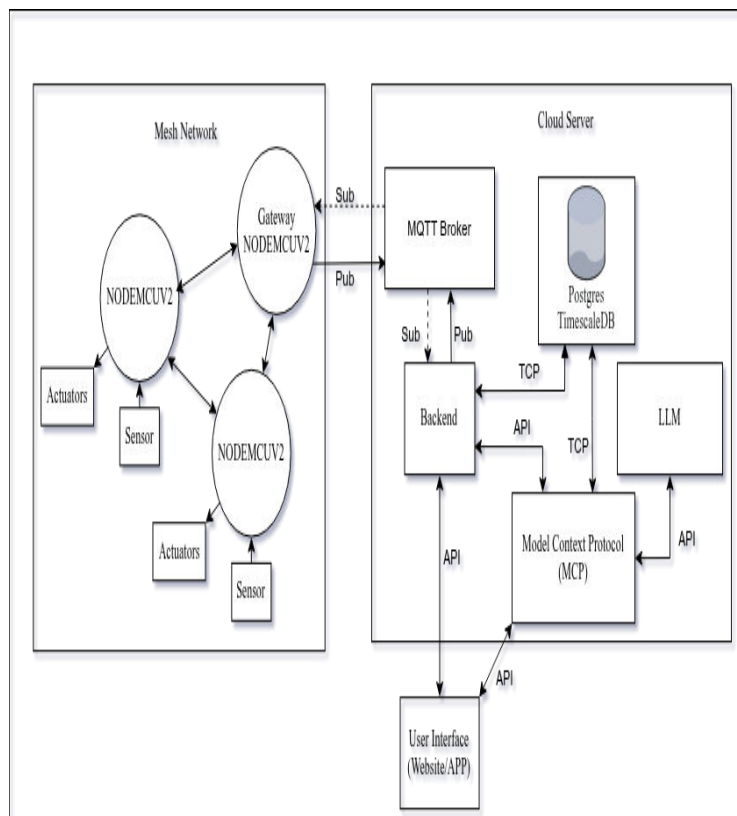 Mesh Network
Cloud Server
Gateway
NODEMCUV2
NODEMCUV2
Actuators
Sensor
NODEMCUV2
Actuators
Sensor
Sub
Pub
MQTT Broker
Sub
Pub
Postgres
TimescaleDB
Backend
TCP
API
TCP
LLM
Model Context Protocol
(MCP)
API
API
API
User Interface
(Website/APP)